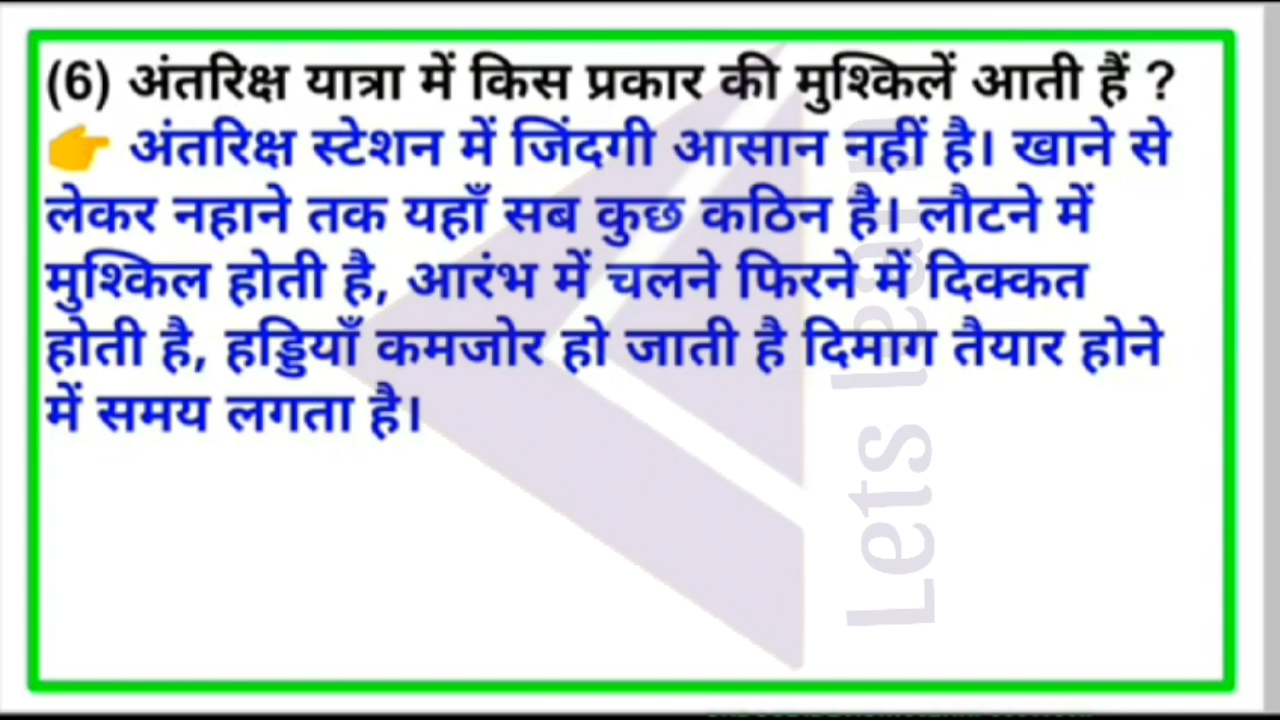 (6) अंतरिक्ष यात्रा में किस प्रकार की मुश्किलें आती हैं ?
👉 अंतरिक्ष स्टेशन में जिंदगी आसान नहीं है। खाने से
लेकर नहाने तक यहाँ सब कुछ कठिन है। लौटने में
मुश्किल होती है, आरंभ में चलने फिरने में दिक्कत
होती है, हड्डियाँ कमजोर हो जाती है दिमाग तैयार होने
में समय लगता है।
Lets learn